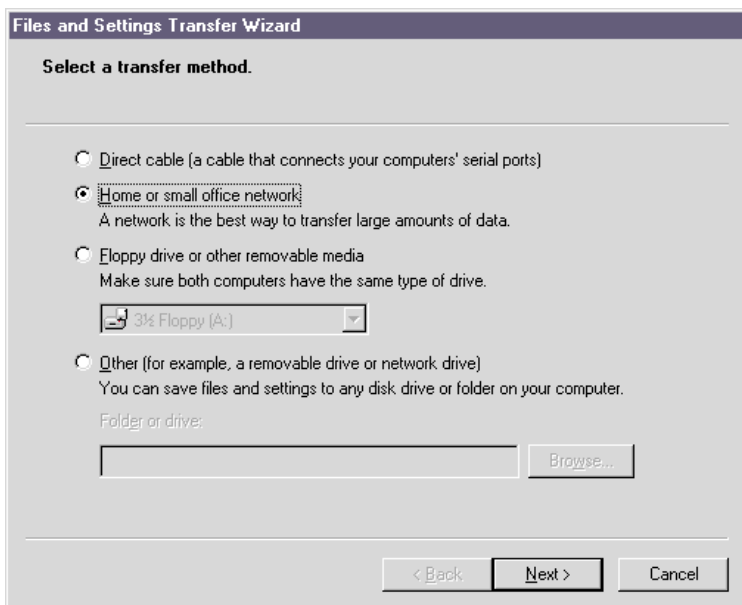 Files and Settings Transfer Wizard
Select a transfer method.
Direct cable (a cable that connects your computers' serial ports)
Home or small office network
A network is the best way to transfer large amounts of data.
Floppy drive or other removable media
Make sure both computers have the same type of drive.
3½ Floppy (A:)
Other (for example, a removable drive or network drive)
You can save files and settings to any disk drive or folder on your computer.
Folder or drive:
Browse...
< Back Next > Cancel